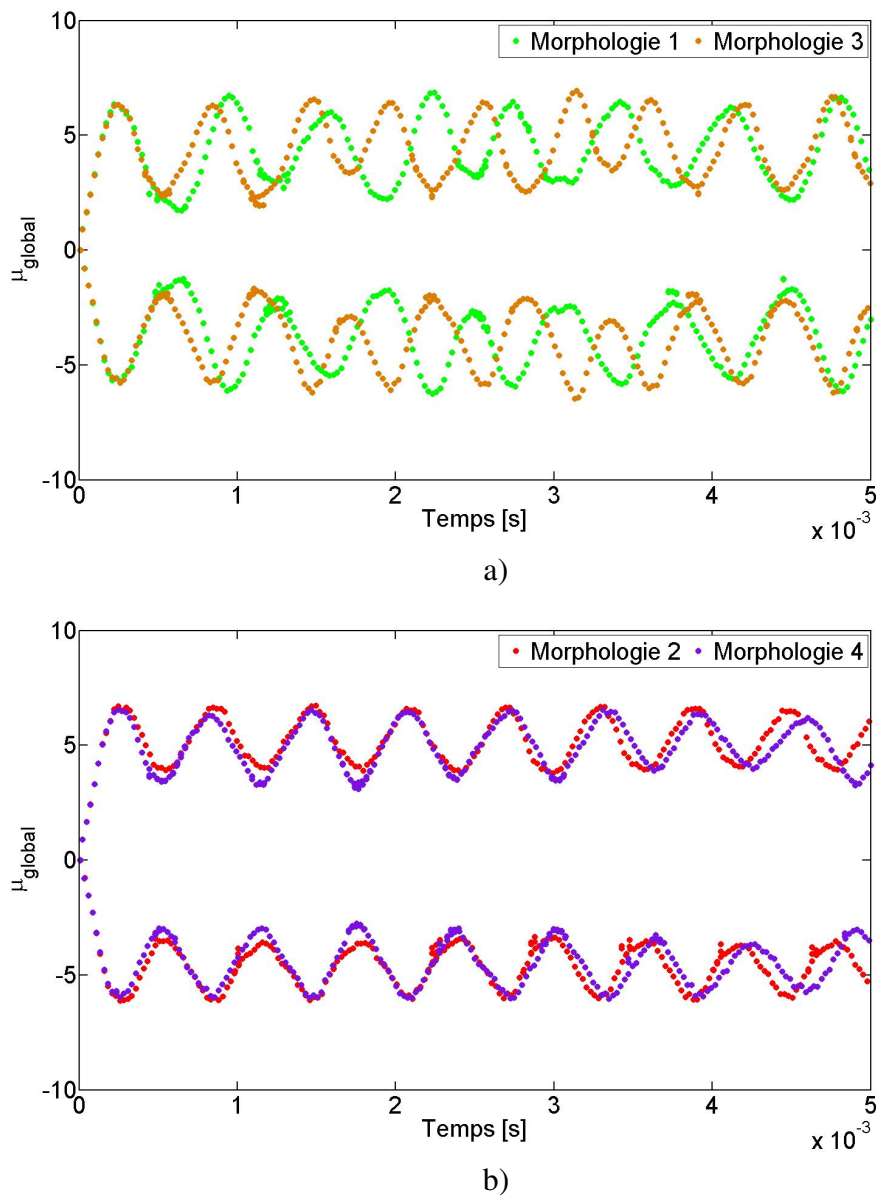 10
Morphologie 1 Morphologie 3
5
μglobal
0
-5
-10
0 1 2 3 4 5
Temps [s]
x 10-3
a)
10
Morphologie 2 Morphologie 4
5
μglobal
0
-5
-10
0 1 2 3 4 5
Temps [s]
x 10-3
b)